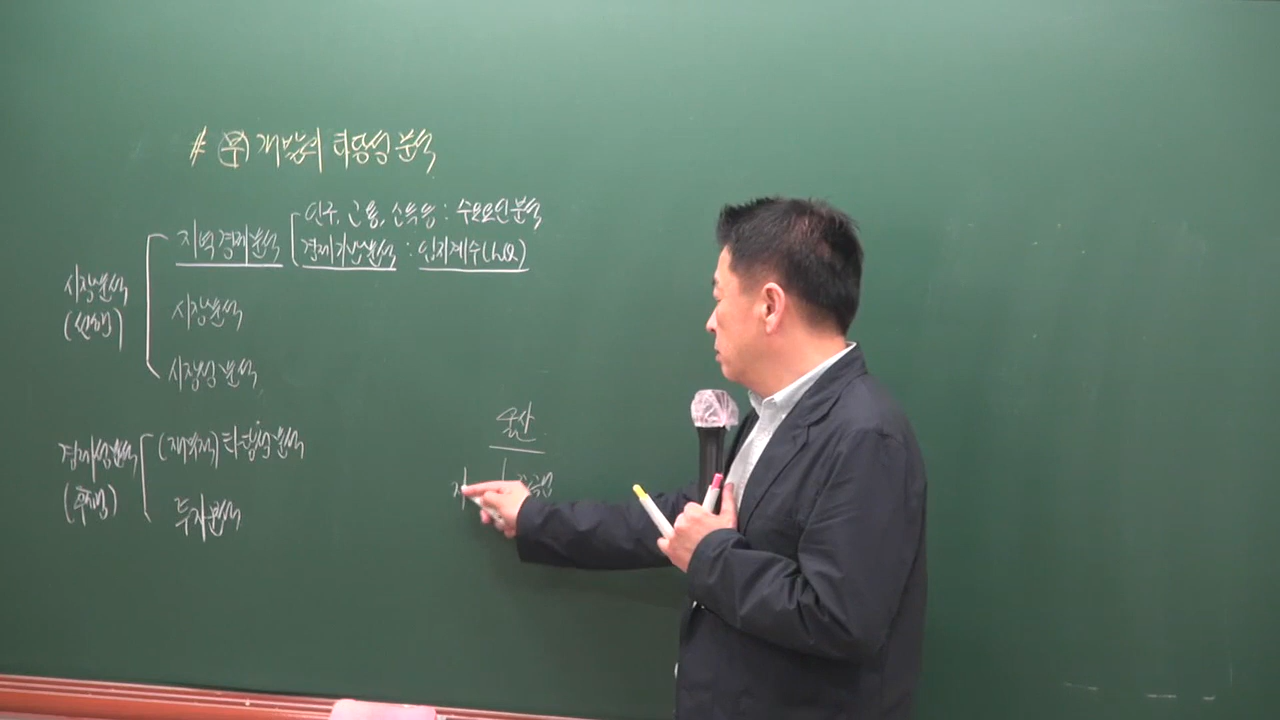 # ㊒ 개발의 타당성 분석
지역경제분석 인구, 고용, 소득 등 : 수요요인 분석
경제기반분석 : 입지계수(LQ)
시장분석
(선행)
시장분석
시장성 분석
경제성분석
(후행)
(재무적) 타당성 분석
투자분석
울산